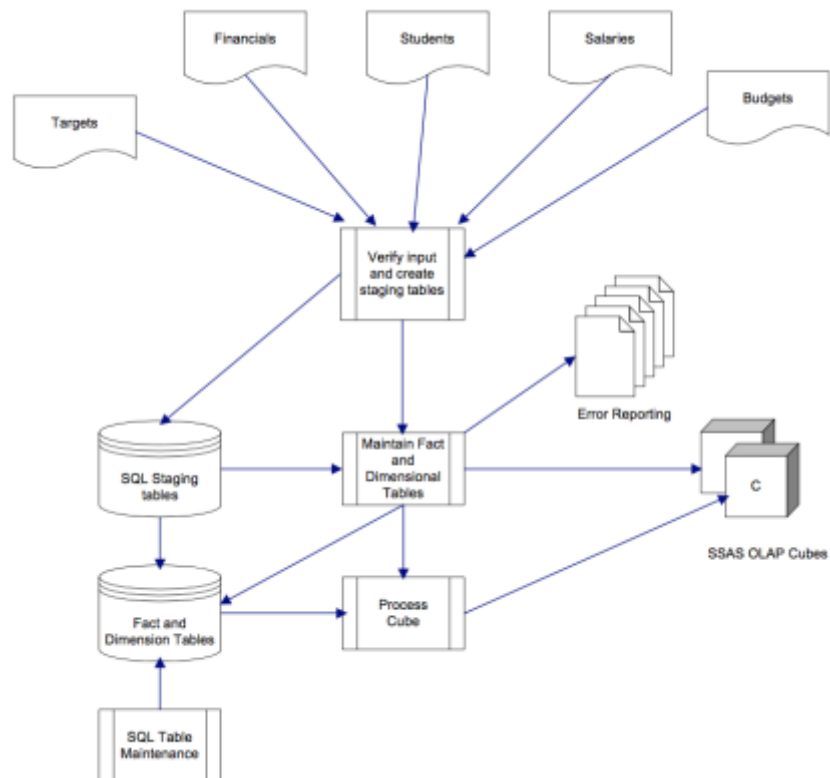 Financials
Students
Salaries
Targets
Budgets
Verify input
and create
staging tables
Error Reporting
SQL Staging
tables
Maintain Fact
and
Dimensional
Tables
C
SSAS OLAP Cubes
Fact and
Dimension Tables
Process
Cube
SQL Table
Maintenance